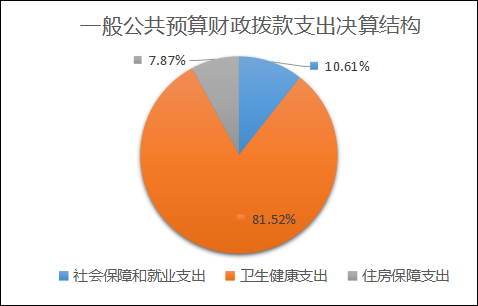 一般公共预算财政拨款支出决算结构
7.87%
10.61%
81.52%
社会保障和就业支出 卫生健康支出 住房保障支出